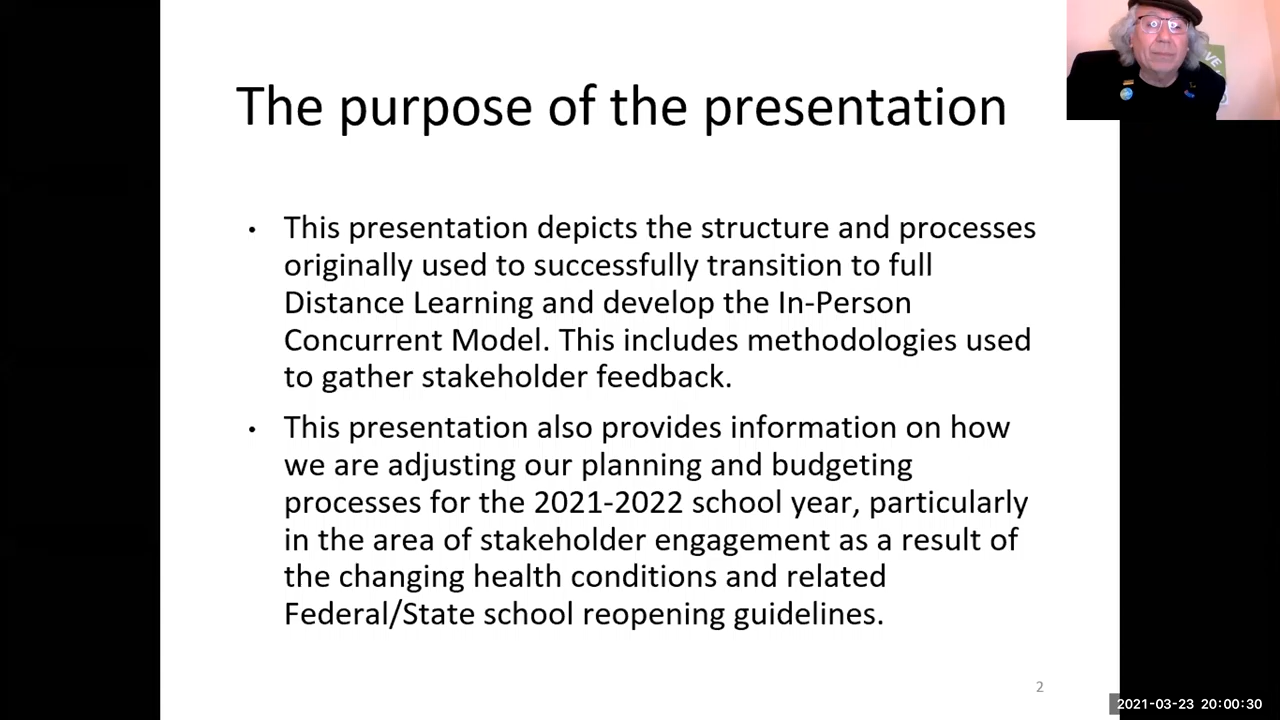 The purpose of the presentation
• This presentation depicts the structure and processes
originally used to successfully transition to full
Distance Learning and develop the In-Person
Concurrent Model. This includes methodologies used
to gather stakeholder feedback.
• This presentation also provides information on how
we are adjusting our planning and budgeting
processes for the 2021-2022 school year, particularly
in the area of stakeholder engagement as a result of
the changing health conditions and related
Federal/State school reopening guidelines.
2
2021-03-23 20:00:30